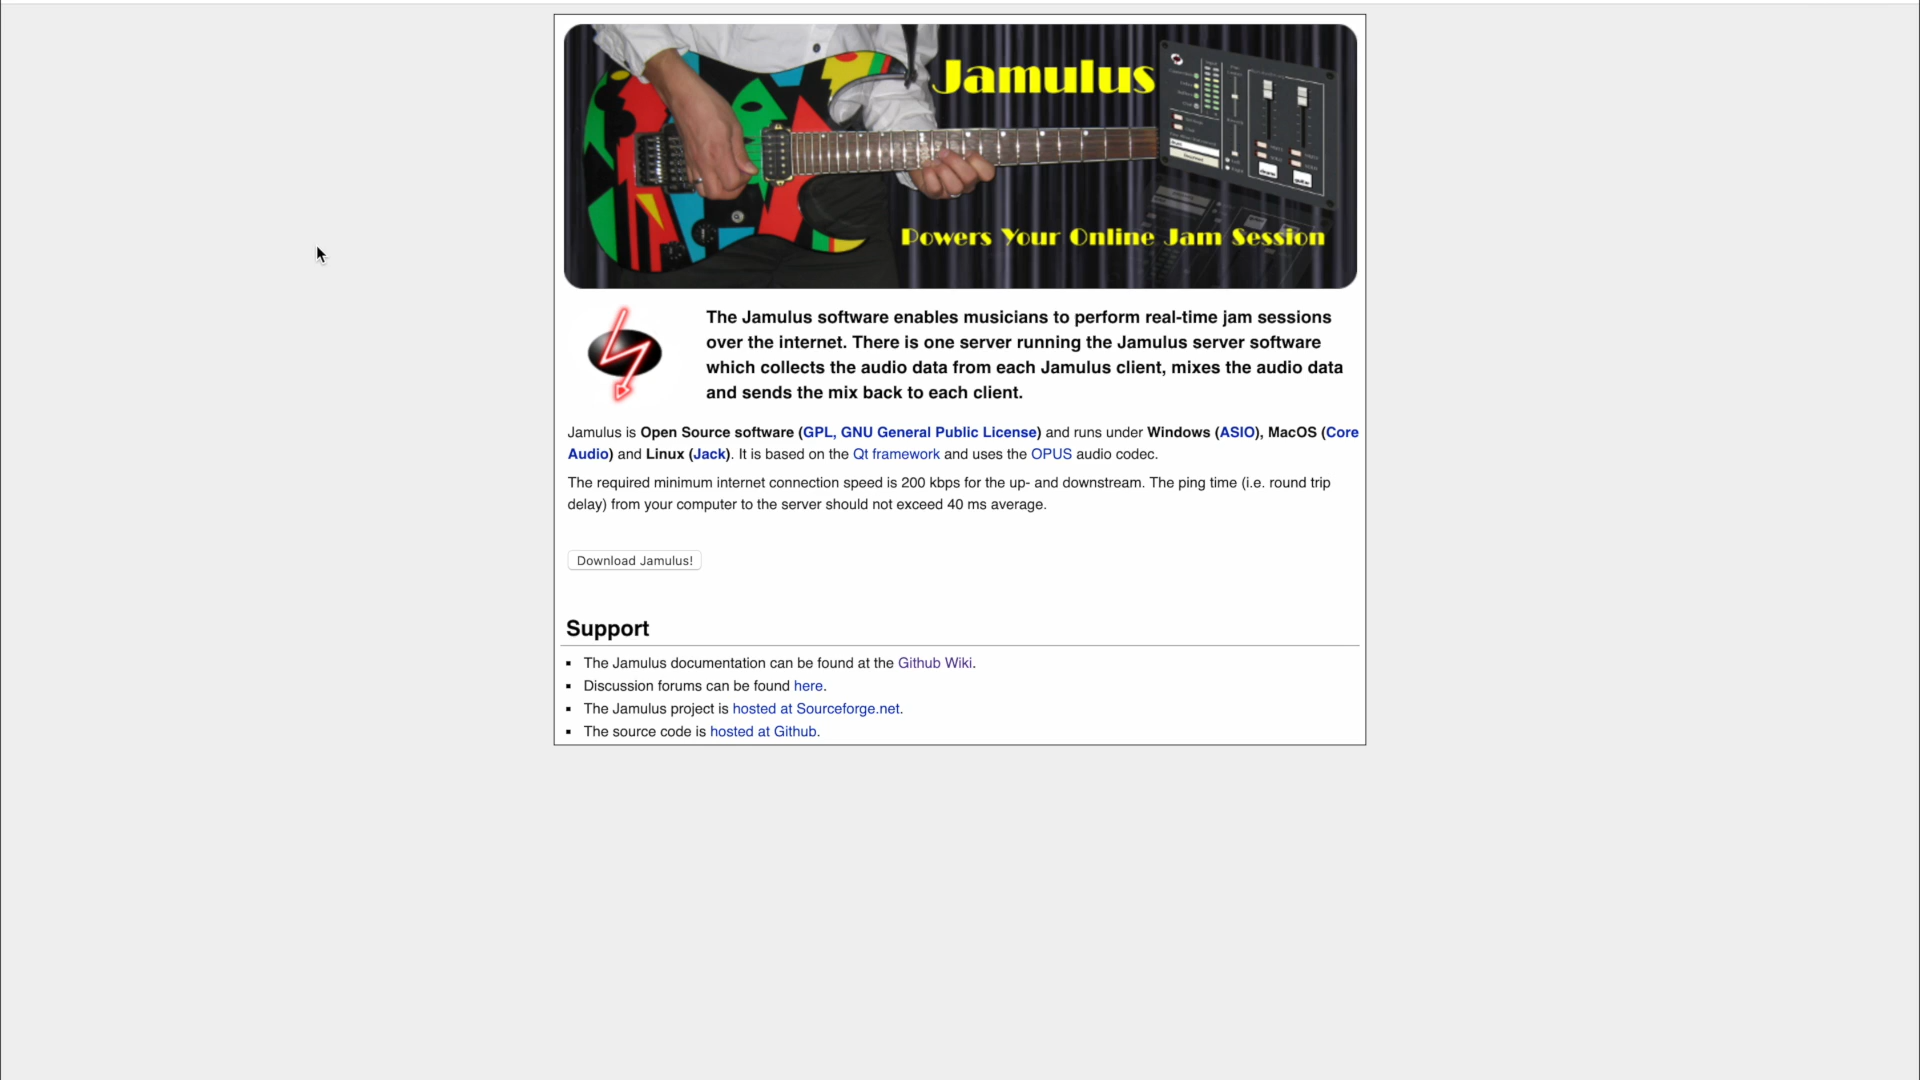 Jamulus
Powers Your Online Jam Session
The Jamulus software enables musicians to perform real-time jam sessions
over the internet. There is one server running the Jamulus server software
which collects the audio data from each Jamulus client, mixes the audio data
and sends the mix back to each client.
Jamulus is Open Source software (GPL, GNU General Public License) and runs under Windows (ASIO), MacOS (Core
Audio) and Linux (Jack). It is based on the Qt framework and uses the OPUS audio codec.
The required minimum internet connection speed is 200 kbps for the up- and downstream. The ping time (i.e. round trip
delay) from your computer to the server should not exceed 40 ms average.
Download Jamulus!
Support
▪ The Jamulus documentation can be found at the Github Wiki.
▪ Discussion forums can be found here.
▪ The Jamulus project is hosted at Sourceforge.net.
▪ The source code is hosted at Github.